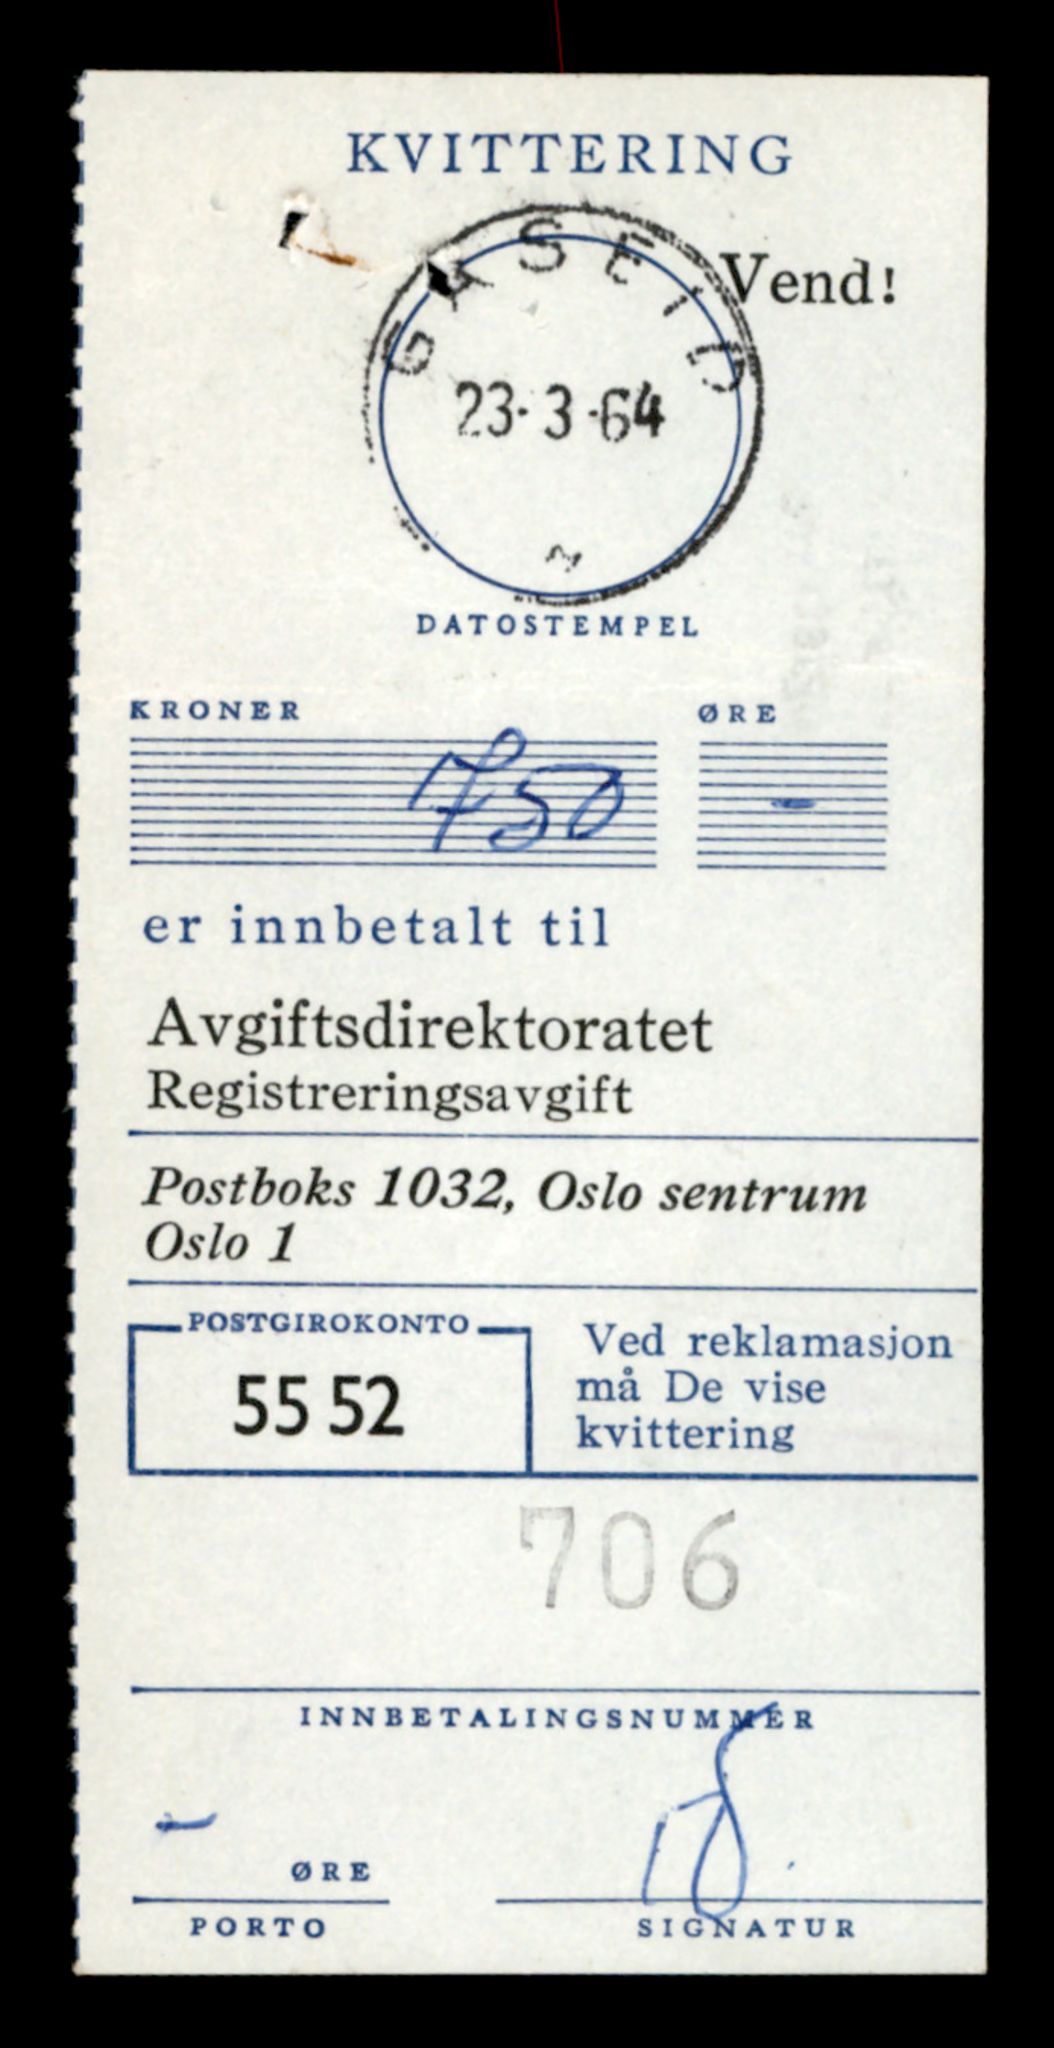 KVITTERING
Vend!
GÅSEID
23-3-64
DATOSTEMPEL
KRONER ØRE
750 -
er innbetalt til
Avgiftsdirektoratet
Registreringsavgift
Postboks 1032, Oslo sentrum
Oslo 1
POSTGIROKONTO
55 52
Ved reklamasjon
må De vise
kvittering
706
INNBETALINGSNUMMER
-
ØRE
PORTO
SIGNATUR